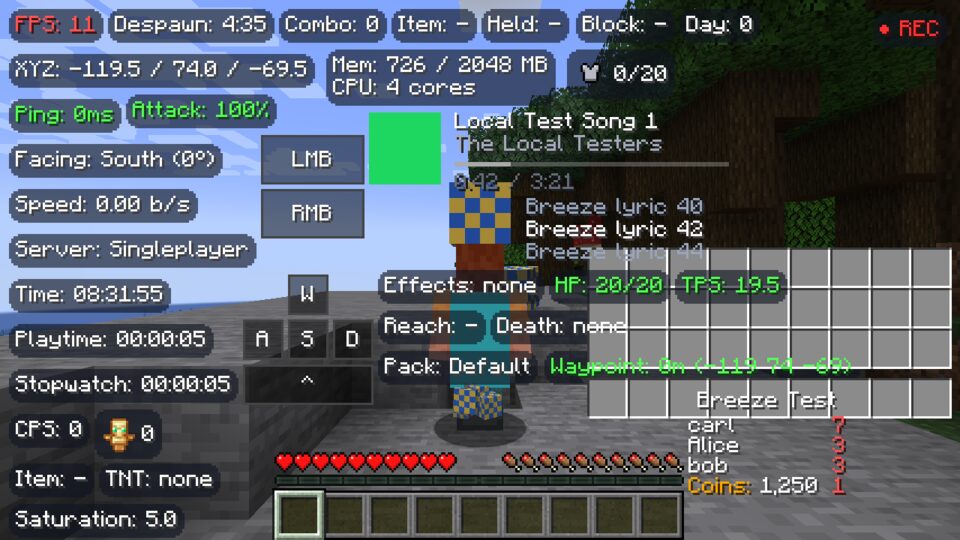 FPS: 11 Despawn: 4:35 Combo: 0 Item: - Held: - Block: - Day: 0
REC
XYZ: -119.5 / 74.0 / -69.5
Mem: 726 / 2048 MB
CPU: 4 cores
0/20
Ping: 0ms Attack: 100%
Local Test Song 1
The Local Testers
0:42 / 3:21
Facing: South (0°)
LMB
RMB
Speed: 0.00 b/s
Breeze lyric 40
Breeze lyric 42
Breeze lyric 44
Server: Singleplayer
Effects: none HP: 20/20 TPS: 19.5
Time: 08:31:55
W
Reach: - Death: none
Playtime: 00:00:05
A S D
Pack: Default Waypoint: 0m (-119 74 -69)
Stopwatch: 00:00:05
^
Breeze Test
carl 7
Alice 3
bob 3
Coins: 1,250 1
CPS: 0 0
Item: - TNT: none
Saturation: 5.0